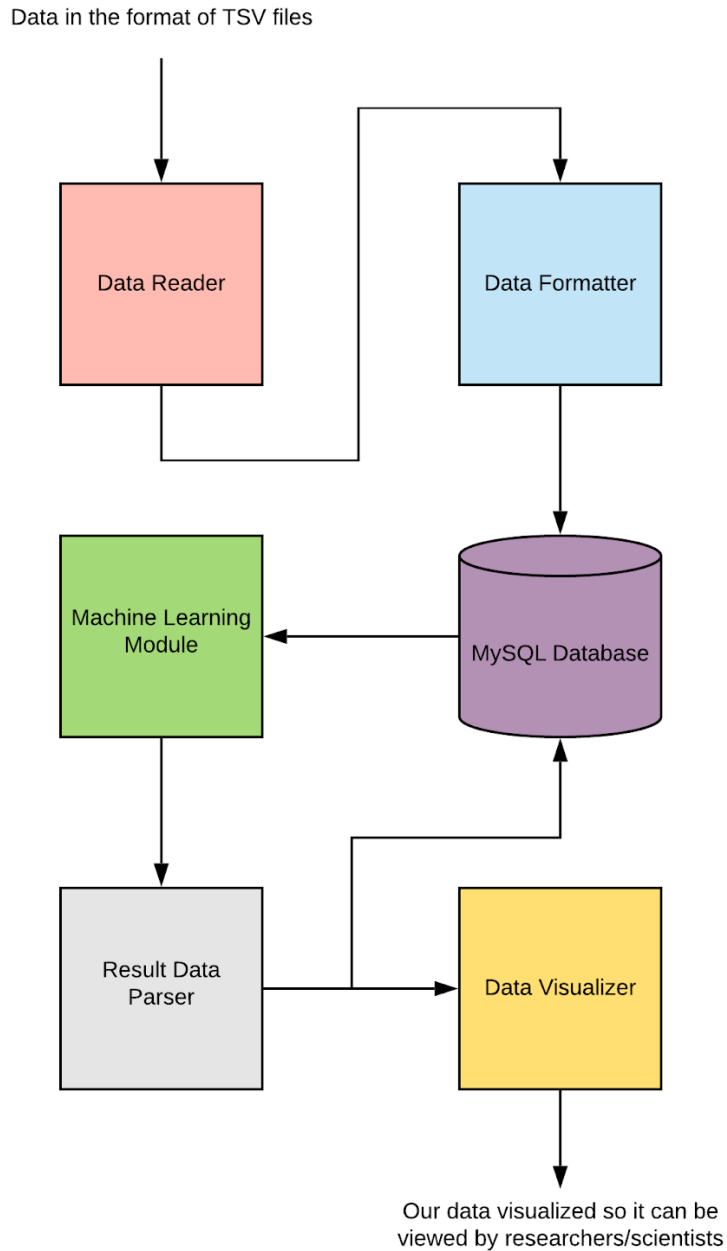 Data in the format of TSV files
Data Reader
Data Formatter
Machine Learning
Module
MySQL Database
Result Data
Parser
Data Visualizer
Our data visualized so it can be
viewed by researchers/scientists